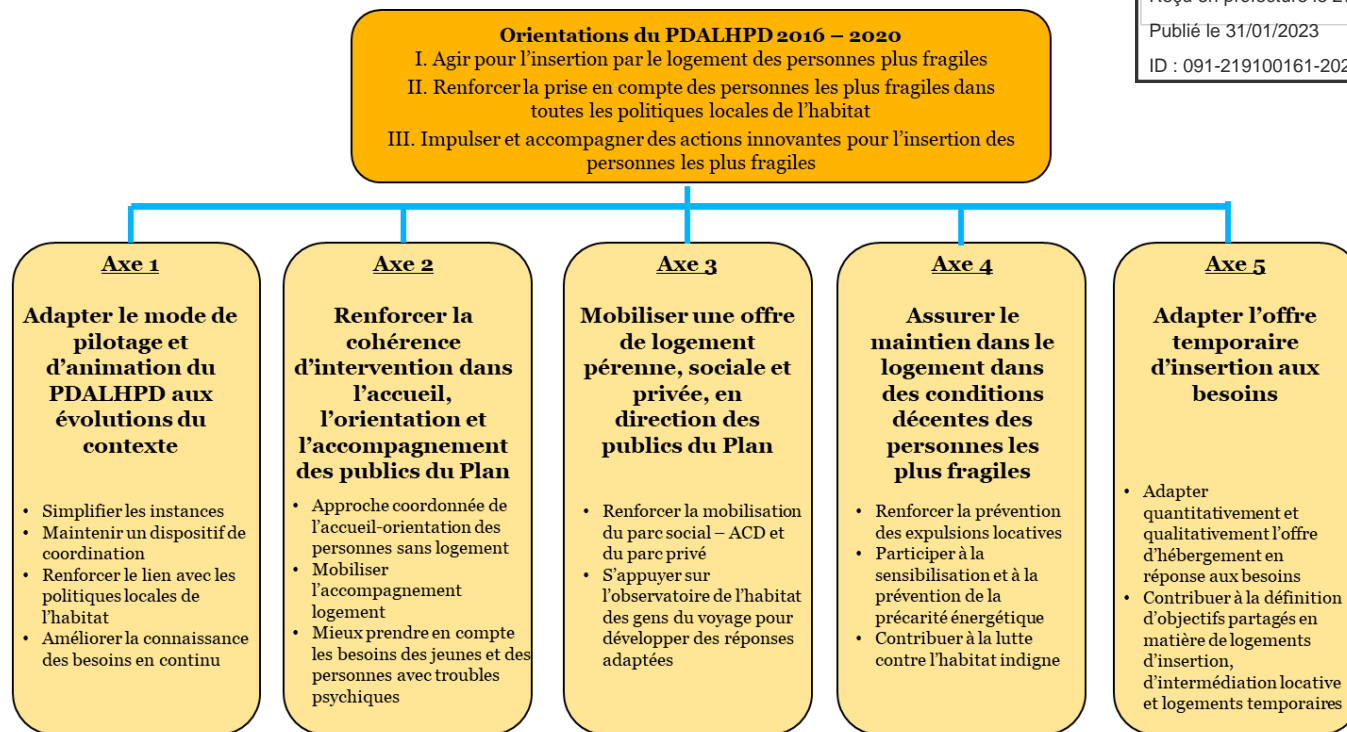 Publié le 31/01/2023
Orientations du PDALHPD 2016 – 2020
I. Agir pour l’insertion par le logement des personnes plus fragiles
II. Renforcer la prise en compte des personnes les plus fragiles dans
toutes les politiques locales de l’habitat
III. Impulser et accompagner des actions innovantes pour l’insertion des
personnes les plus fragiles
Axe 1
Adapter le mode de
pilotage et
d’animation du
PDALHPD aux
évolutions du
contexte
• Simplifier les instances
• Maintenir un dispositif de
coordination
• Renforcer le lien avec les
politiques locales de
l’habitat
• Améliorer la connaissance
des besoins en continu
Axe 2
Renforcer la
cohérence
d’intervention dans
l’accueil,
l’orientation et
l’accompagnement
des publics du Plan
• Approche coordonnée de
l’accueil-orientation des
personnes sans logement
• Mobiliser
l’accompagnement
logement
• Mieux prendre en compte
les besoins des jeunes et des
personnes avec troubles
psychiques
Axe 3
Mobiliser une offre
de logement
pérenne, sociale et
privée, en
direction des
publics du Plan
• Renforcer la mobilisation
du parc social – ACD et
du parc privé
• S’appuyer sur
l’observatoire de l’habitat
des gens du voyage pour
développer des réponses
adaptées
Axe 4
Assurer le
maintien dans le
logement dans
des conditions
décentes des
personnes les
plus fragiles
• Renforcer la prévention
des expulsions locatives
• Participer à la
sensibilisation et à la
prévention de la
précarité énergétique
• Contribuer à la lutte
contre l’habitat indigne
Axe 5
Adapter l’offre
temporaire
d’insertion aux
besoins
• Adapter
quantitativement et
qualitativement l’offre
d’hébergement en
réponse aux besoins
• Contribuer à la définition
d’objectifs partagés en
matière de logements
d’insertion,
d’intermédiation locative
et logements temporaires
ID : 091-219100161-202